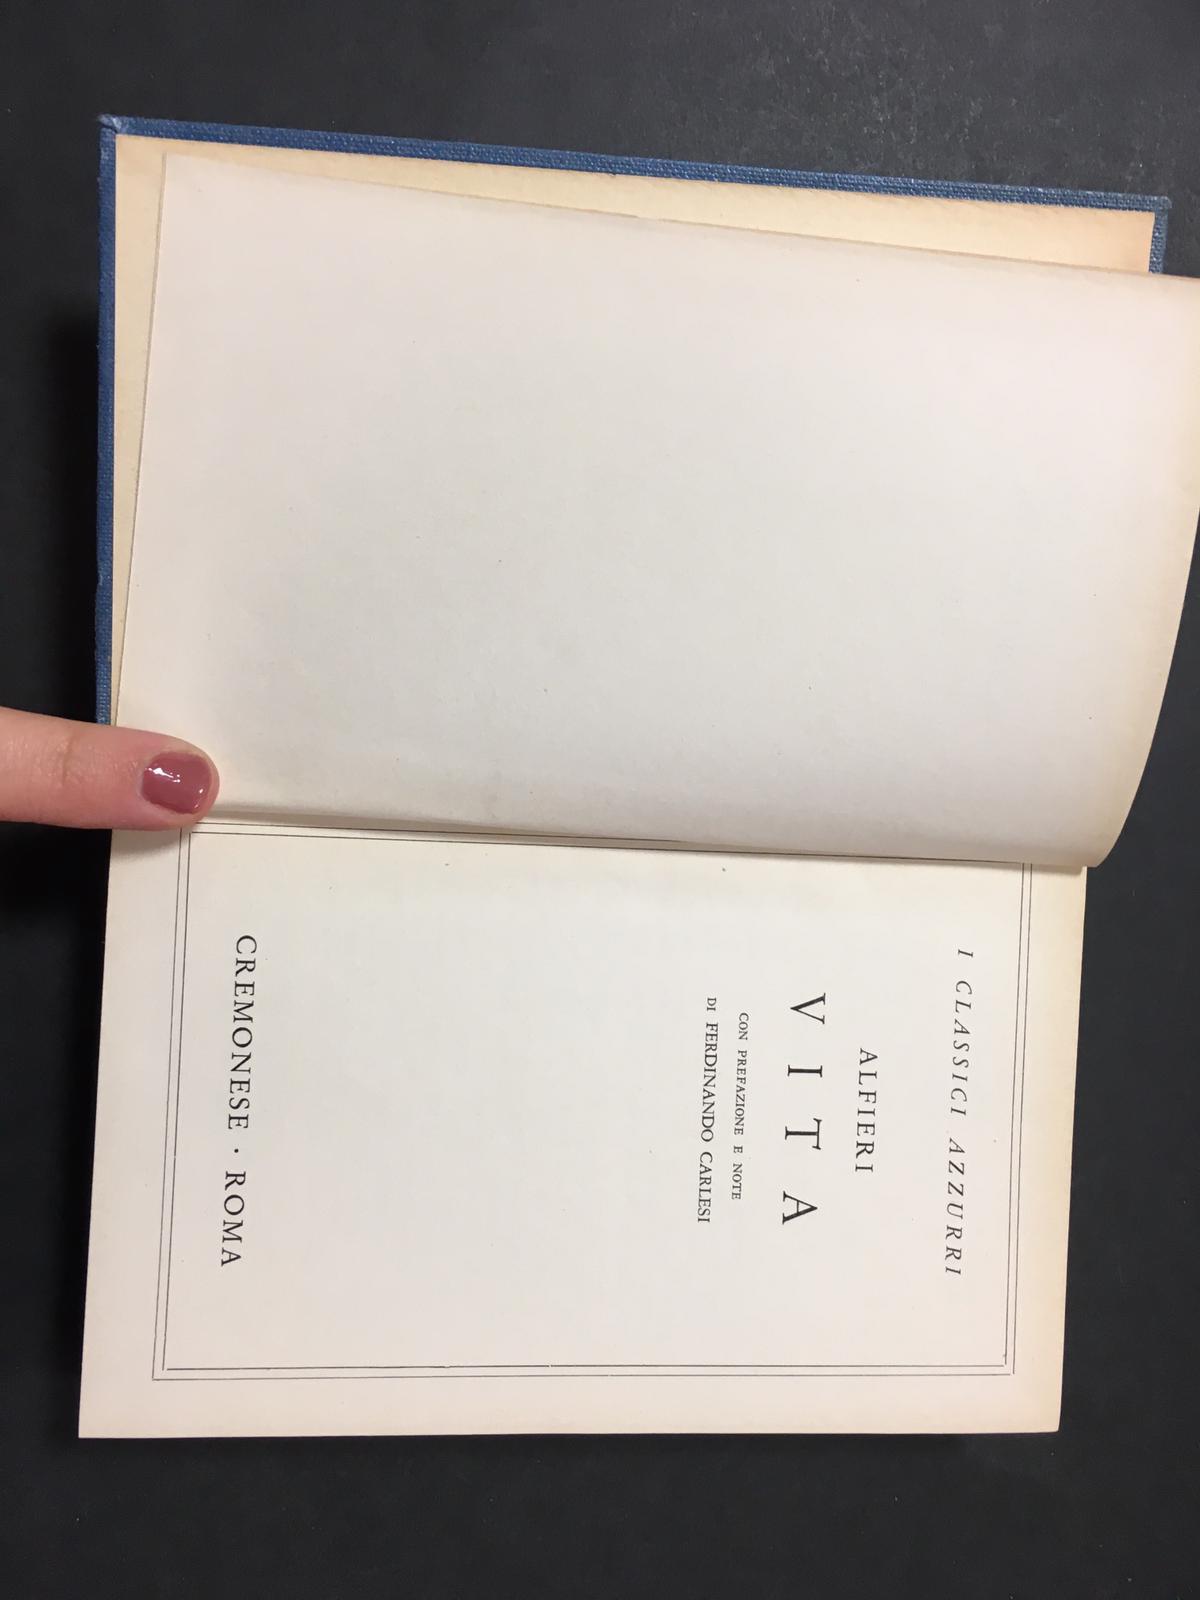 I CLASSICI AZZURRI
ALFIERI
VITA
CON PREFAZIONE E NOTE
DI FERDINANDO CARLESI
CREMONESE · ROMA